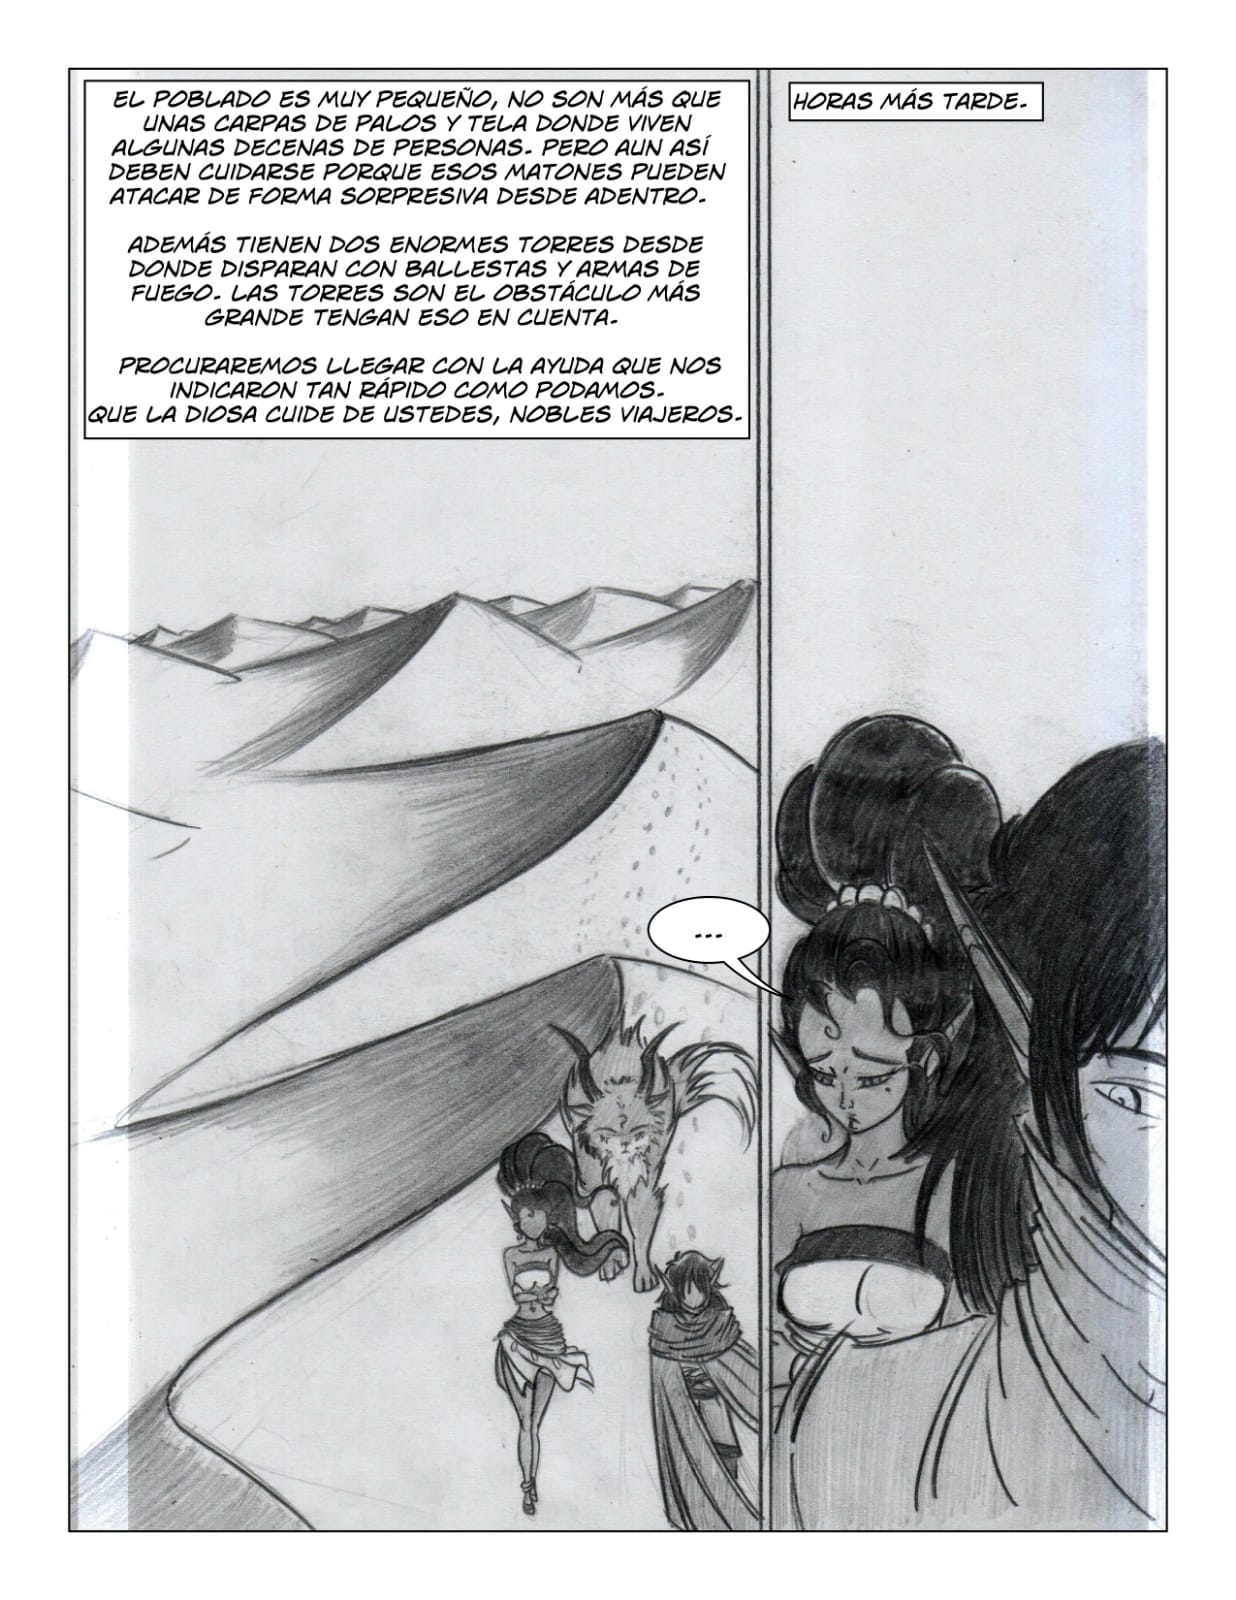 EL POBLADO ES MUY PEQUEÑO, NO SON MÁS QUE
UNAS CARPAS DE PALOS Y TELA DONDE VIVEN
ALGUNAS DECENAS DE PERSONAS. PERO AUN ASÍ
DEBEN CUIDARSE PORQUE ESOS MATONES PUEDEN
ATACAR DE FORMA SORPRESIVA DESDE ADENTRO.
ADEMÁS TIENEN DOS ENORMES TORRES DESDE
DONDE DISPARAN CON BALLESTAS Y ARMAS DE
FUEGO. LAS TORRES SON EL OBSTÁCULO MÁS
GRANDE TENGAN ESO EN CUENTA.
PROCURAREMOS LLEGAR CON LA AYUDA QUE NOS
INDICARON TAN RÁPIDO COMO PODAMOS.
QUE LA DIOSA CUIDE DE USTEDES, NOBLES VIAJEROS.
HORAS MÁS TARDE.
...